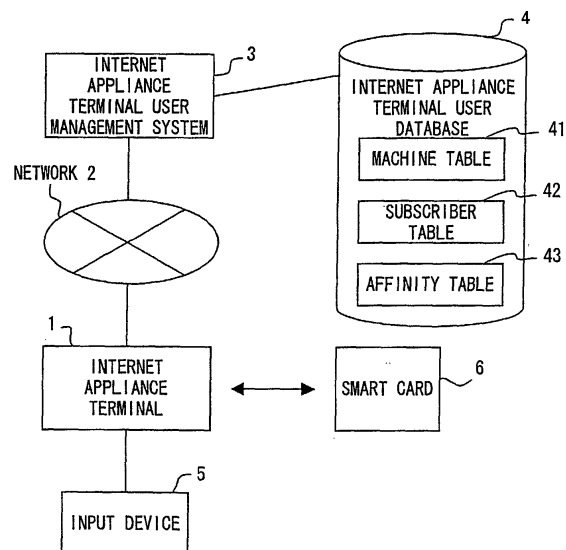 4
3
INTERNET
APPLIANCE
TERMINAL USER
MANAGEMENT SYSTEM
INTERNET APPLIANCE
TERMINAL USER
DATABASE
41
MACHINE TABLE
42
SUBSCRIBER
TABLE
43
AFFINITY TABLE
NETWORK 2
1
INTERNET
APPLIANCE
TERMINAL
SMART CARD
6
5
INPUT DEVICE